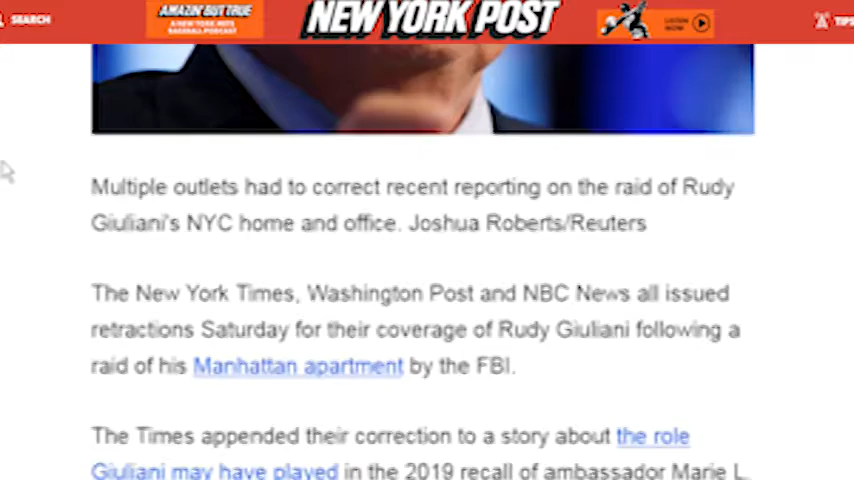 SEARCH
AMAZIN' BUT TRUE
A NEW YORK METS
BASEBALL PODCAST
NEW YORK POST
LISTEN
NOW
TIPS
Multiple outlets had to correct recent reporting on the raid of Rudy
Giuliani's NYC home and office. Joshua Roberts/Reuters
The New York Times, Washington Post and NBC News all issued
retractions Saturday for their coverage of Rudy Giuliani following a
raid of his Manhattan apartment by the FBI.
The Times appended their correction to a story about the role
Giuliani may have played in the 2019 recall of ambassador Marie L.